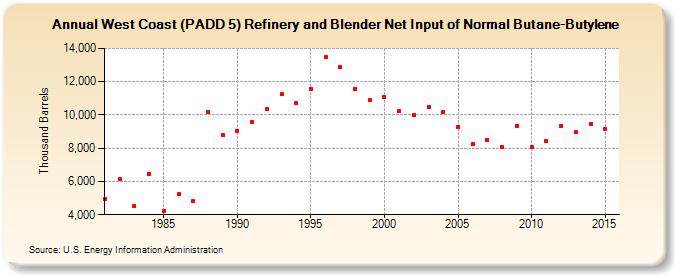 Annual West Coast (PADD 5) Refinery and Blender Net Input of Normal Butane-Butylene
Thousand Barrels
14,000
12,000
10,000
8,000
6,000
4,000
1985 1990 1995 2000 2005 2010 2015
Source: U.S. Energy Information Administration